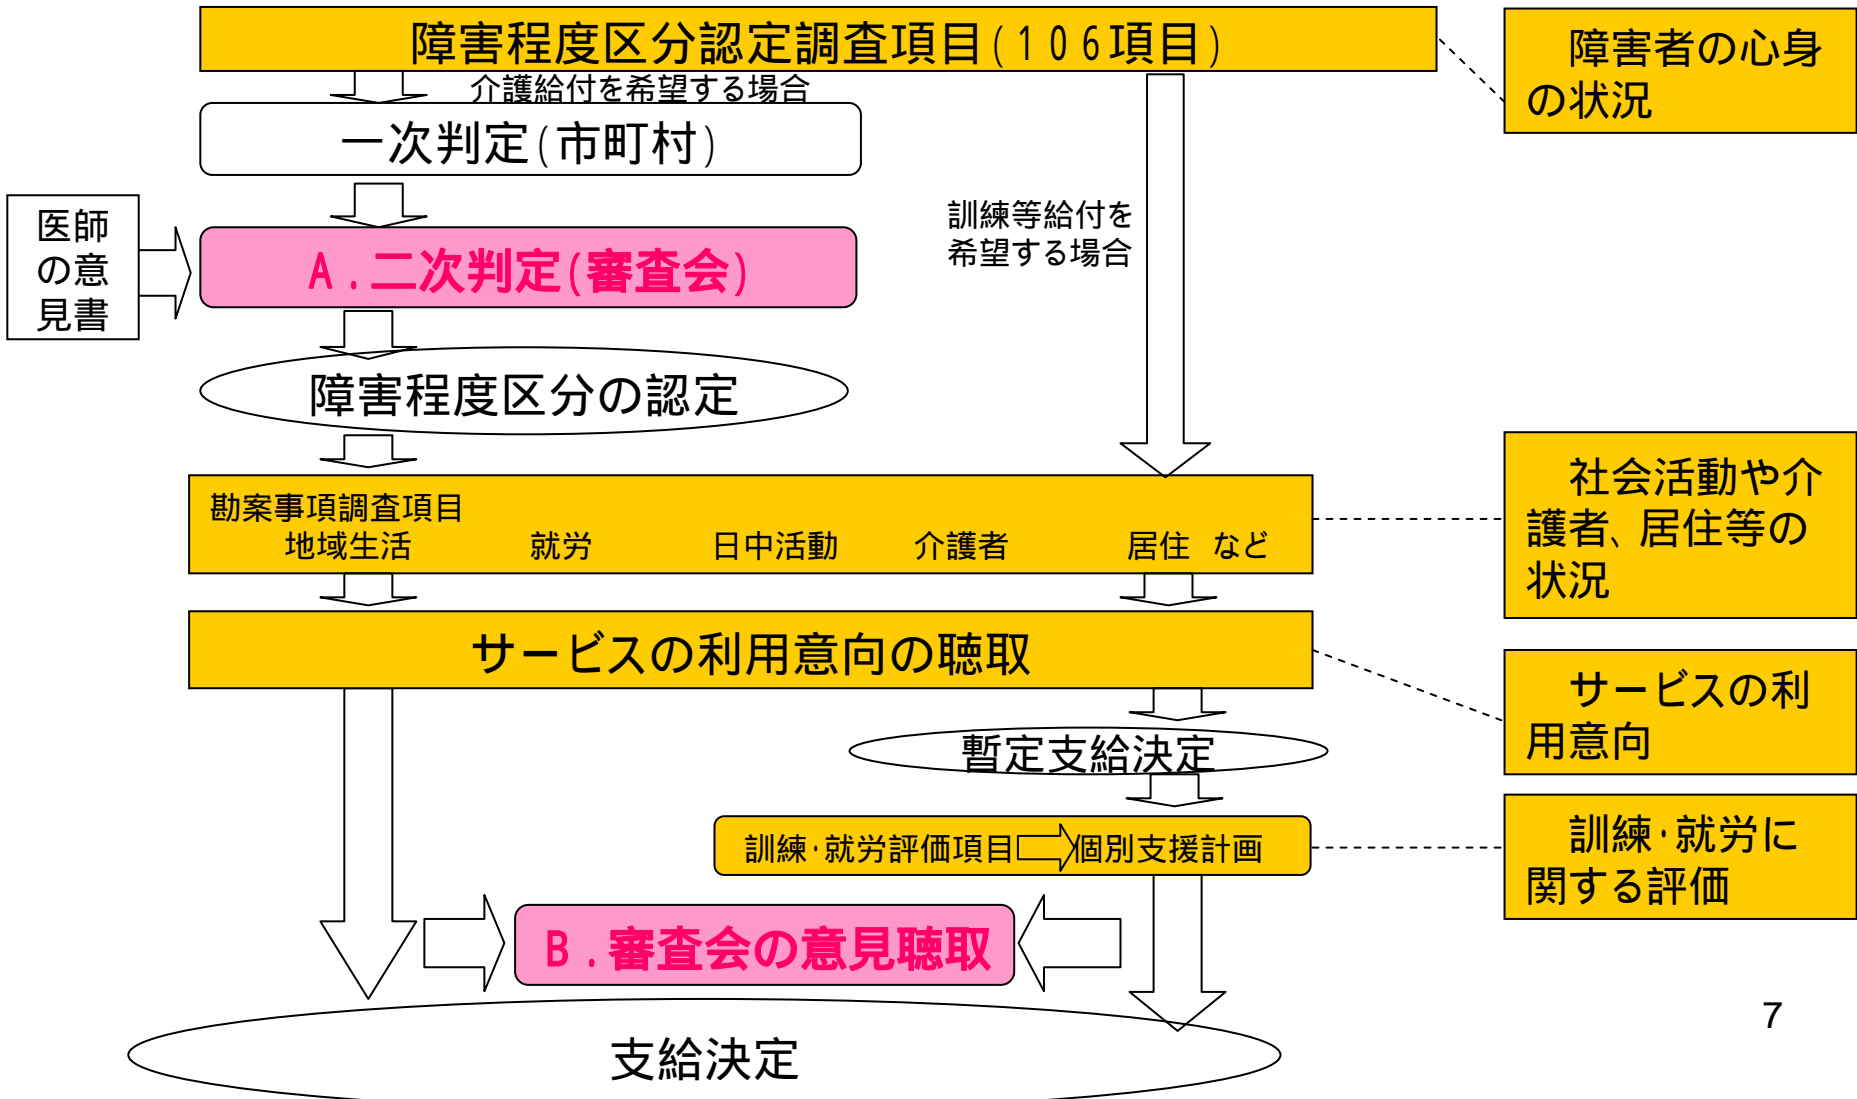 障害程度区分認定調査項目(106項目)
障害者の心身
の状況
介護給付を希望する場合
一次判定(市町村)
医師
の意
見書
訓練等給付を
希望する場合
A.二次判定(審査会)
障害程度区分の認定
勘案事項調査項目
地域生活 就労 日中活動 介護者 居住 など
社会活動や介
護者、居住等の
状況
サービスの利用意向の聴取
サービスの利
用意向
暫定支給決定
訓練・就労評価項目 個別支援計画
訓練・就労に
関する評価
B.審査会の意見聴取
支給決定
7